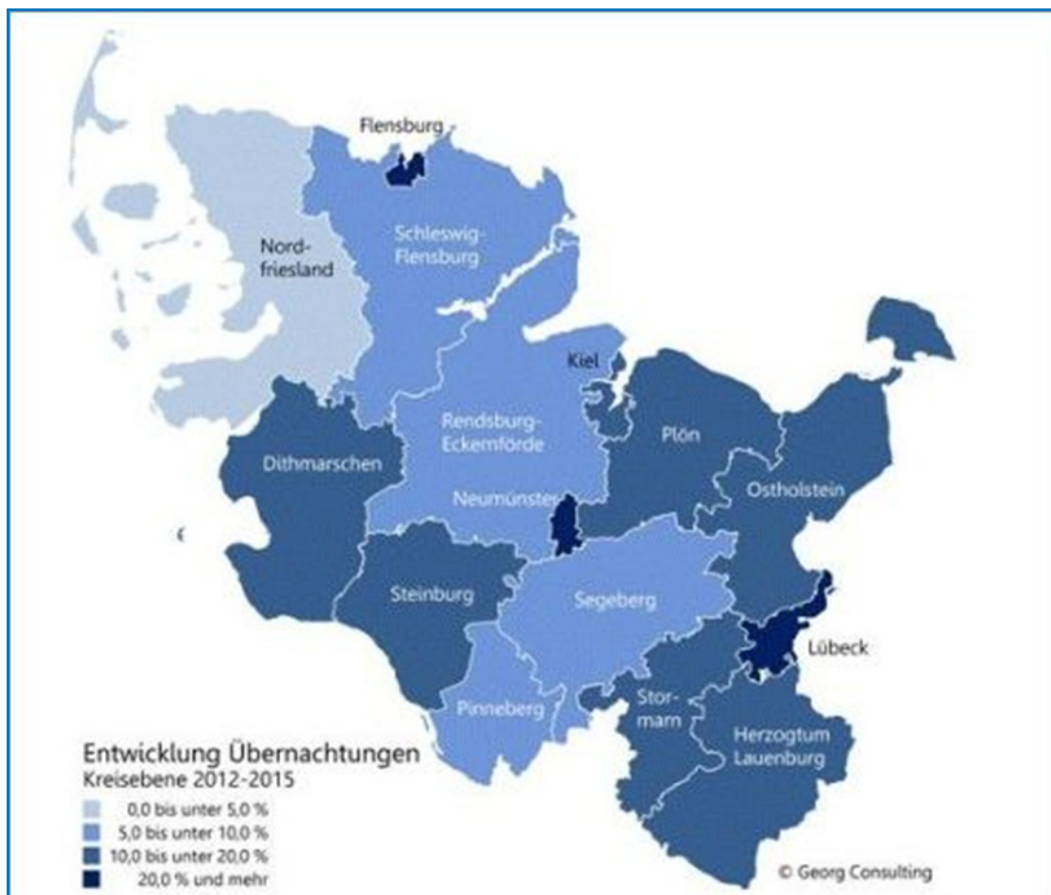 Flensburg
Schleswig-
Flensburg
Nord-
friesland
Kiel
Rendsburg-
Eckernförde
Plön
Dithmarschen
Ostholstein
Neumünster
Steinburg
Segeberg
Lübeck
Pinneberg
Stor-
marn
Herzogtum
Lauenburg
Entwicklung Übernachtungen
Kreisebene 2012-2015
0,0 bis unter 5,0 %
5,0 bis unter 10,0 %
10,0 bis unter 20,0 %
20,0 % und mehr
© Georg Consulting